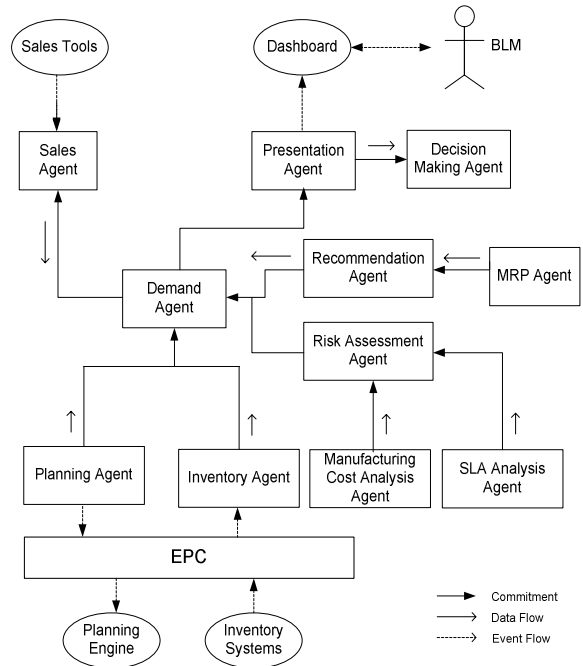 Sales Tools
Dashboard
BLM
Sales
Agent
Presentation
Agent
Decision
Making Agent
Recommendation
Agent
MRP Agent
Demand
Agent
Risk Assessment
Agent
Planning Agent
Inventory Agent
Manufacturing
Cost Analysis
Agent
SLA Analysis
Agent
EPC
Planning
Engine
Inventory
Systems
Commitment
Data Flow
Event Flow